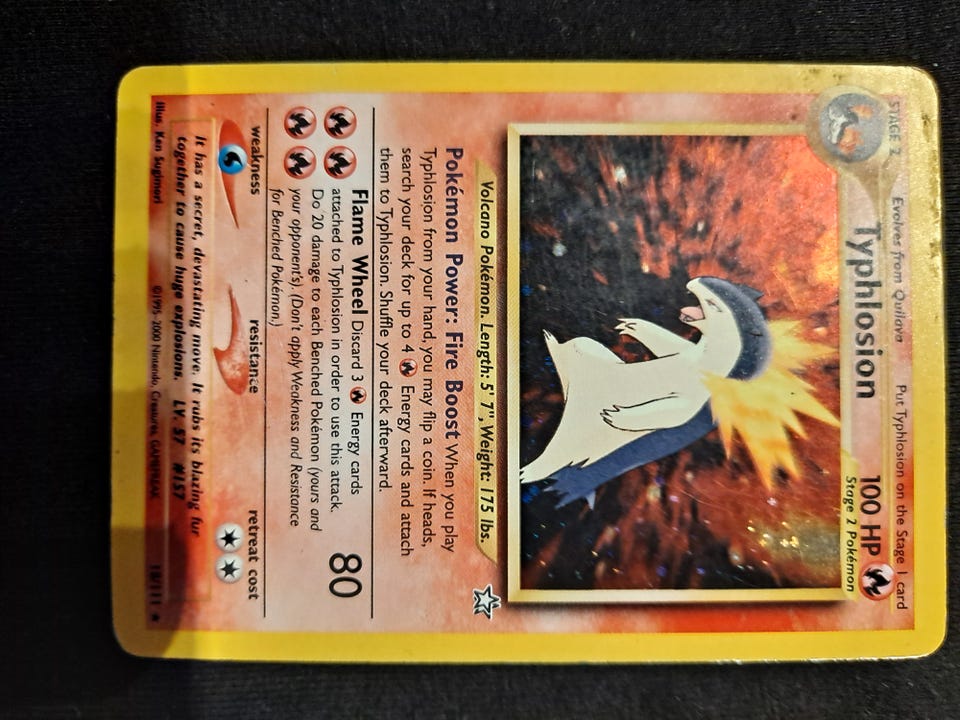 STAGE 2 Evolves from Quilava Put Typhlosion on the Stage 1 card
Typhlosion 100 HP
Stage 2 Pokémon
Volcano Pokémon. Length: 5' 7", Weight: 175 lbs.
Pokémon Power: Fire Boost When you play
Typhlosion from your hand, you may flip a coin. If heads,
search your deck for up to 4 Energy cards and attach
them to Typhlosion. Shuffle your deck afterward.
Flame Wheel Discard 3 Energy cards
attached to Typhlosion in order to use this attack.
Do 20 damage to each Benched Pokémon (yours and
your opponent's). (Don't apply Weakness and Resistance
for Benched Pokémon.)
80
weakness resistance retreat cost
It has a secret, devastating move. It rubs its blazing fur
together to cause huge explosions. LV. 57 #157
Illus. Ken Sugimori ©1995-2000 Nintendo, Creatures, GAMEFREAK. 18/111